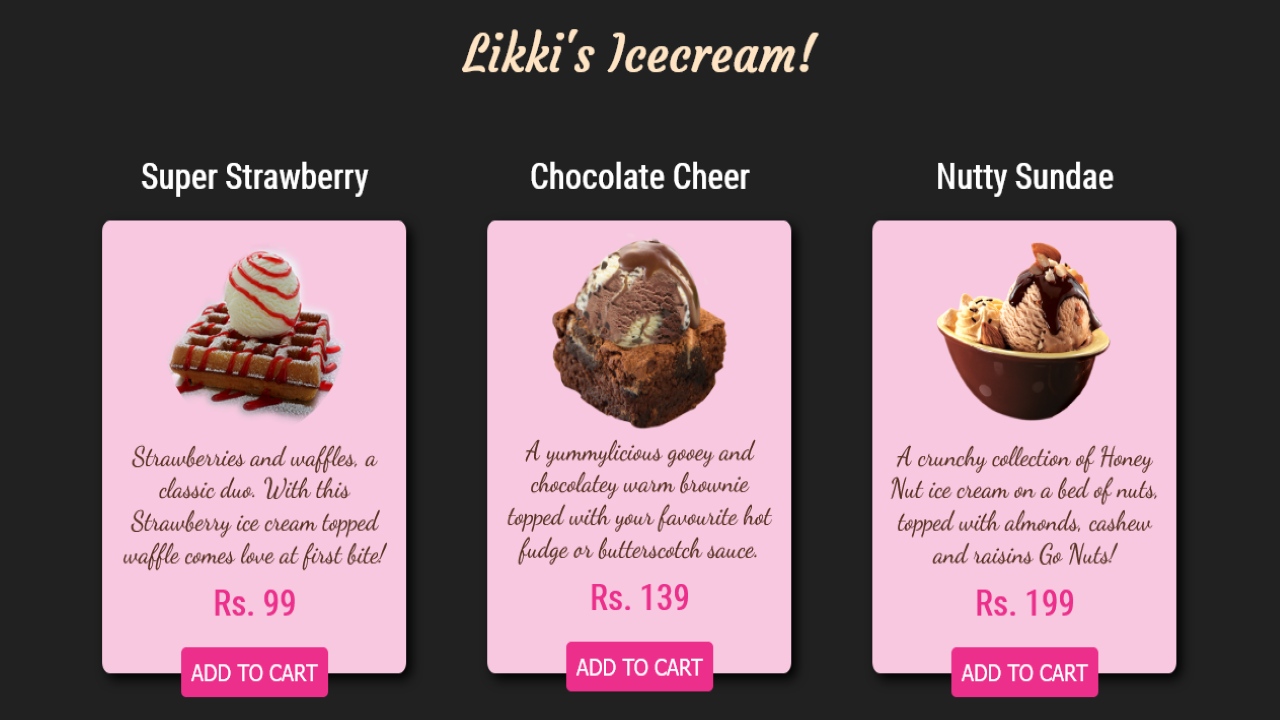 Likki's Icecream!
Super Strawberry
Strawberries and waffles, a
classic duo. With this
Strawberry ice cream topped
waffle comes love at first bite!
Rs. 99
ADD TO CART
Chocolate Cheer
A yummylicious gooey and
chocolatey warm brownie
topped with your favourite hot
fudge or butterscotch sauce.
Rs. 139
ADD TO CART
Nutty Sundae
A crunchy collection of Honey
Nut ice cream on a bed of nuts,
topped with almonds, cashew
and raisins Go Nuts!
Rs. 199
ADD TO CART